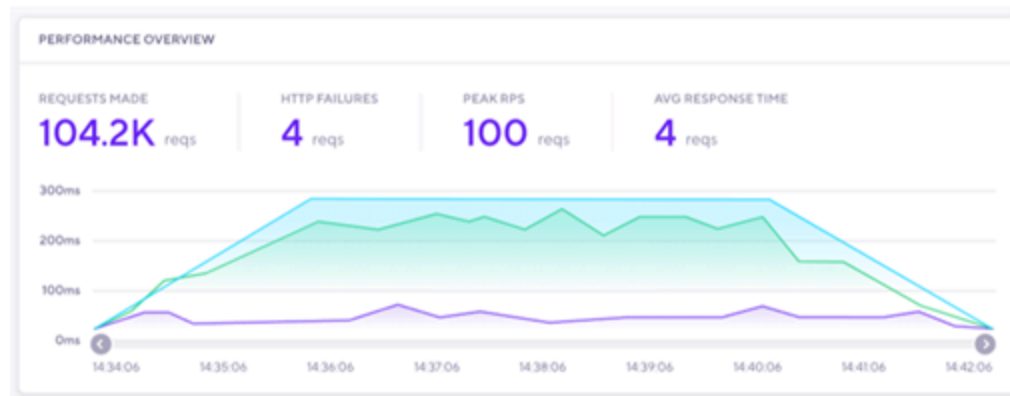 PERFORMANCE OVERVIEW
REQUESTS MADE HTTP FAILURES PEAK RPS AVG RESPONSE TIME
104.2K reqs 4 reqs 100 reqs 4 reqs
300ms
200ms
100ms
0ms
14:34:06 14:35:06 14:36:06 14:37:06 14:38:06 14:39:06 14:40:06 14:41:06 14:42:06